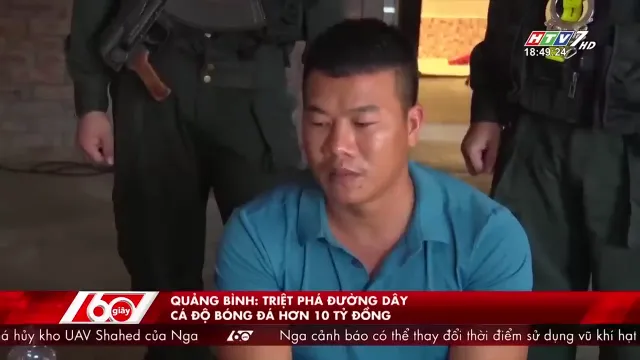 HTV7 HD
18:49:24
60 giây
QUẢNG BÌNH: TRIỆT PHÁ ĐƯỜNG DÂY
CÁ ĐỘ BÓNG ĐÁ HƠN 10 TỶ ĐỒNG
á hủy kho UAV Shahed của Nga Nga cảnh báo có thể thay đổi thời điểm sử dụng vũ khí hạt